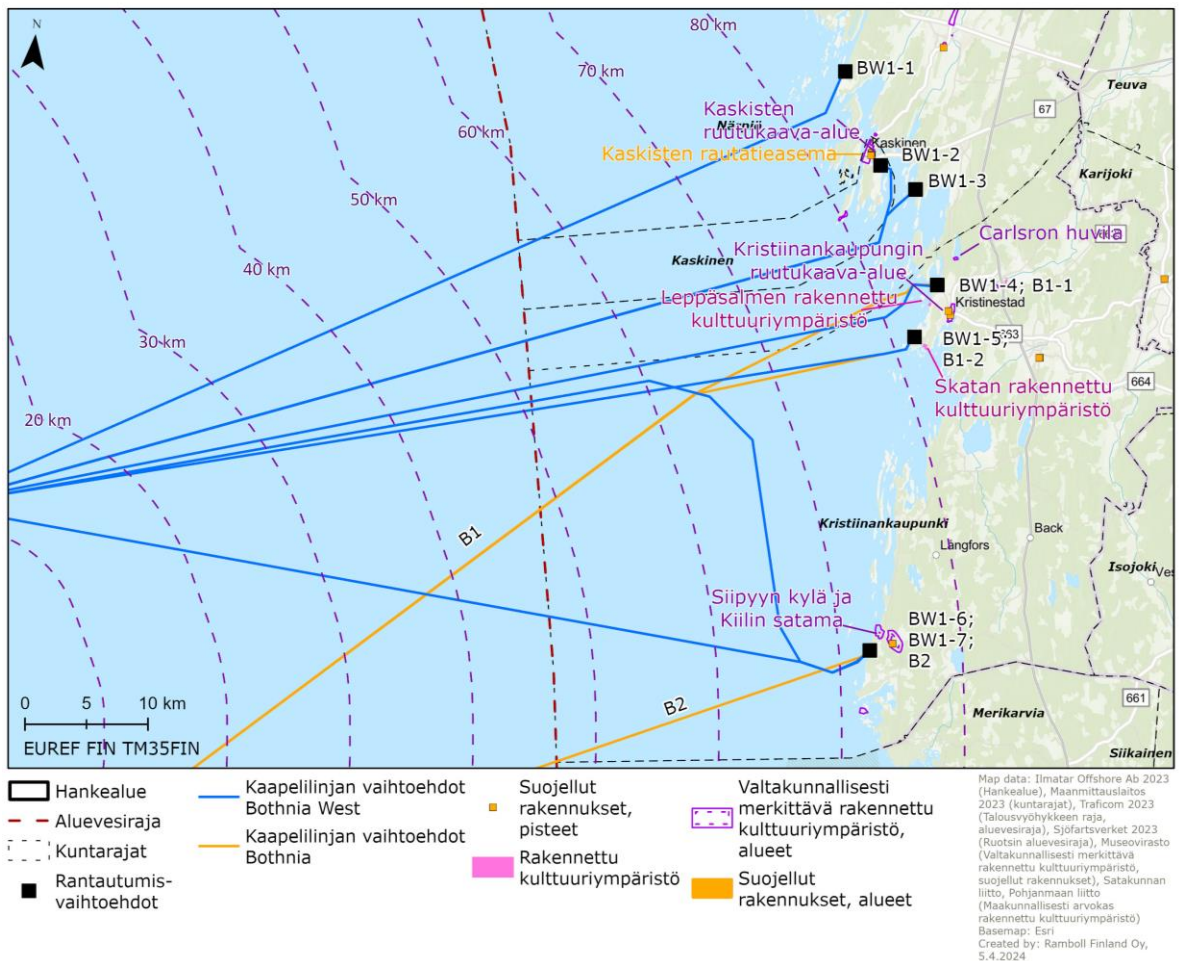 N
80 km
70 km
60 km
50 km
40 km
30 km
20 km
BW1-1
Teuva
67
Kaskisten
ruutukaava-alue
Närpiö
Kaskinen
Kaskisten rautatieasema
BW1-2
BW1-3
Karijoki
Kristiinankaupungin
ruutukaava-alue
Carlsron huvila
Kaskinen
Leppäsalmen rakennettu
kulttuuriympäristö
BW1-4; B1-1
Kristinestad
663
BW1-5;
B1-2
664
Skatan rakennettu
kulttuuriympäristö
B1
Kristiinankaupunki
Back
Långfors
Isojoki
Siipyyn kylä ja
Kiilin satama
BW1-6;
BW1-7;
B2
B2
661
Merikarvia
Siikainen
0 5 10 km
EUREF FIN TM35FIN
Hankealue
Aluevesiraja
Kuntarajat
Rantautumis-
vaihtoehdot
Kaapelilinjan vaihtoehdot
Bothnia West
Kaapelilinjan vaihtoehdot
Bothnia
Suojellut
rakennukset,
pisteet
Rakennettu
kulttuuriympäristö
Valtakunnallisesti
merkittävä rakennettu
kulttuuriympäristö,
alueet
Suojellut
rakennukset, alueet
Map data: Ilmatar Offshore Ab 2023
(Hankealue), Maanmittauslaitos
2023 (kuntarajat), Traficom 2023
(Talousvyöhykkeen raja,
aluevesiraja), Sjöfartsverket 2023
(Ruotsin aluevesiraja), Museovirasto
(Valtakunnallisesti merkittävä
rakennettu kulttuuriympäristö,
suojellut rakennukset), Satakunnan
liitto, Pohjanmaan liitto
(Maakunnallisesti arvokas
rakennettu kulttuuriympäristö)
Basemap: Esri
Created by: Ramboll Finland Oy,
5.4.2024